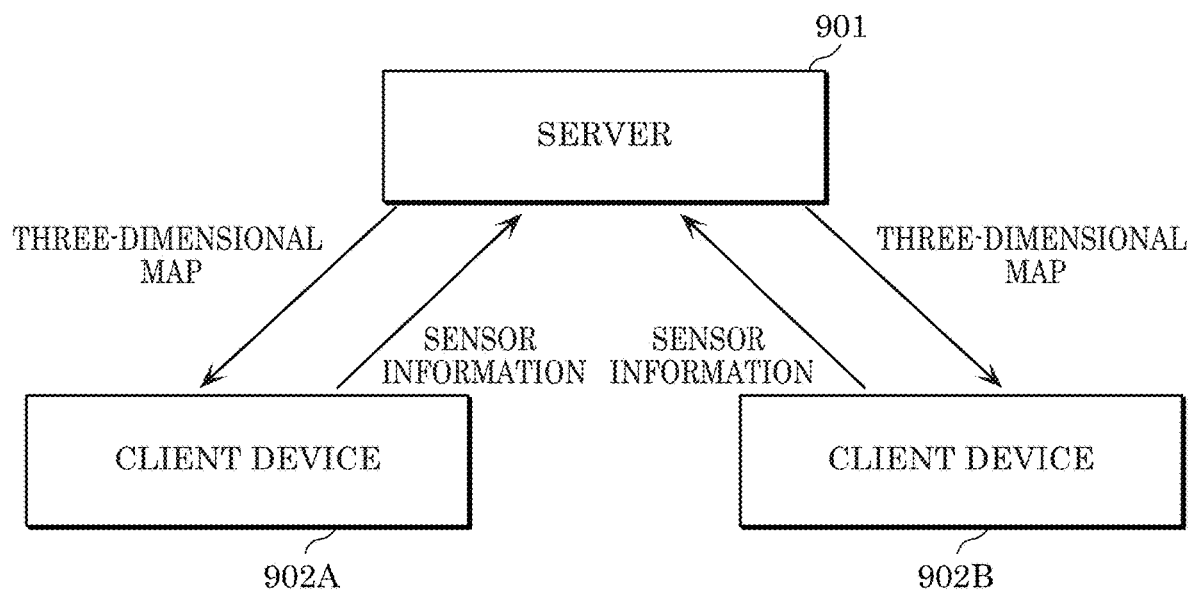 901
SERVER
THREE-DIMENSIONAL
MAP
THREE-DIMENSIONAL
MAP
SENSOR
INFORMATION
SENSOR
INFORMATION
CLIENT DEVICE
CLIENT DEVICE
902A
902B